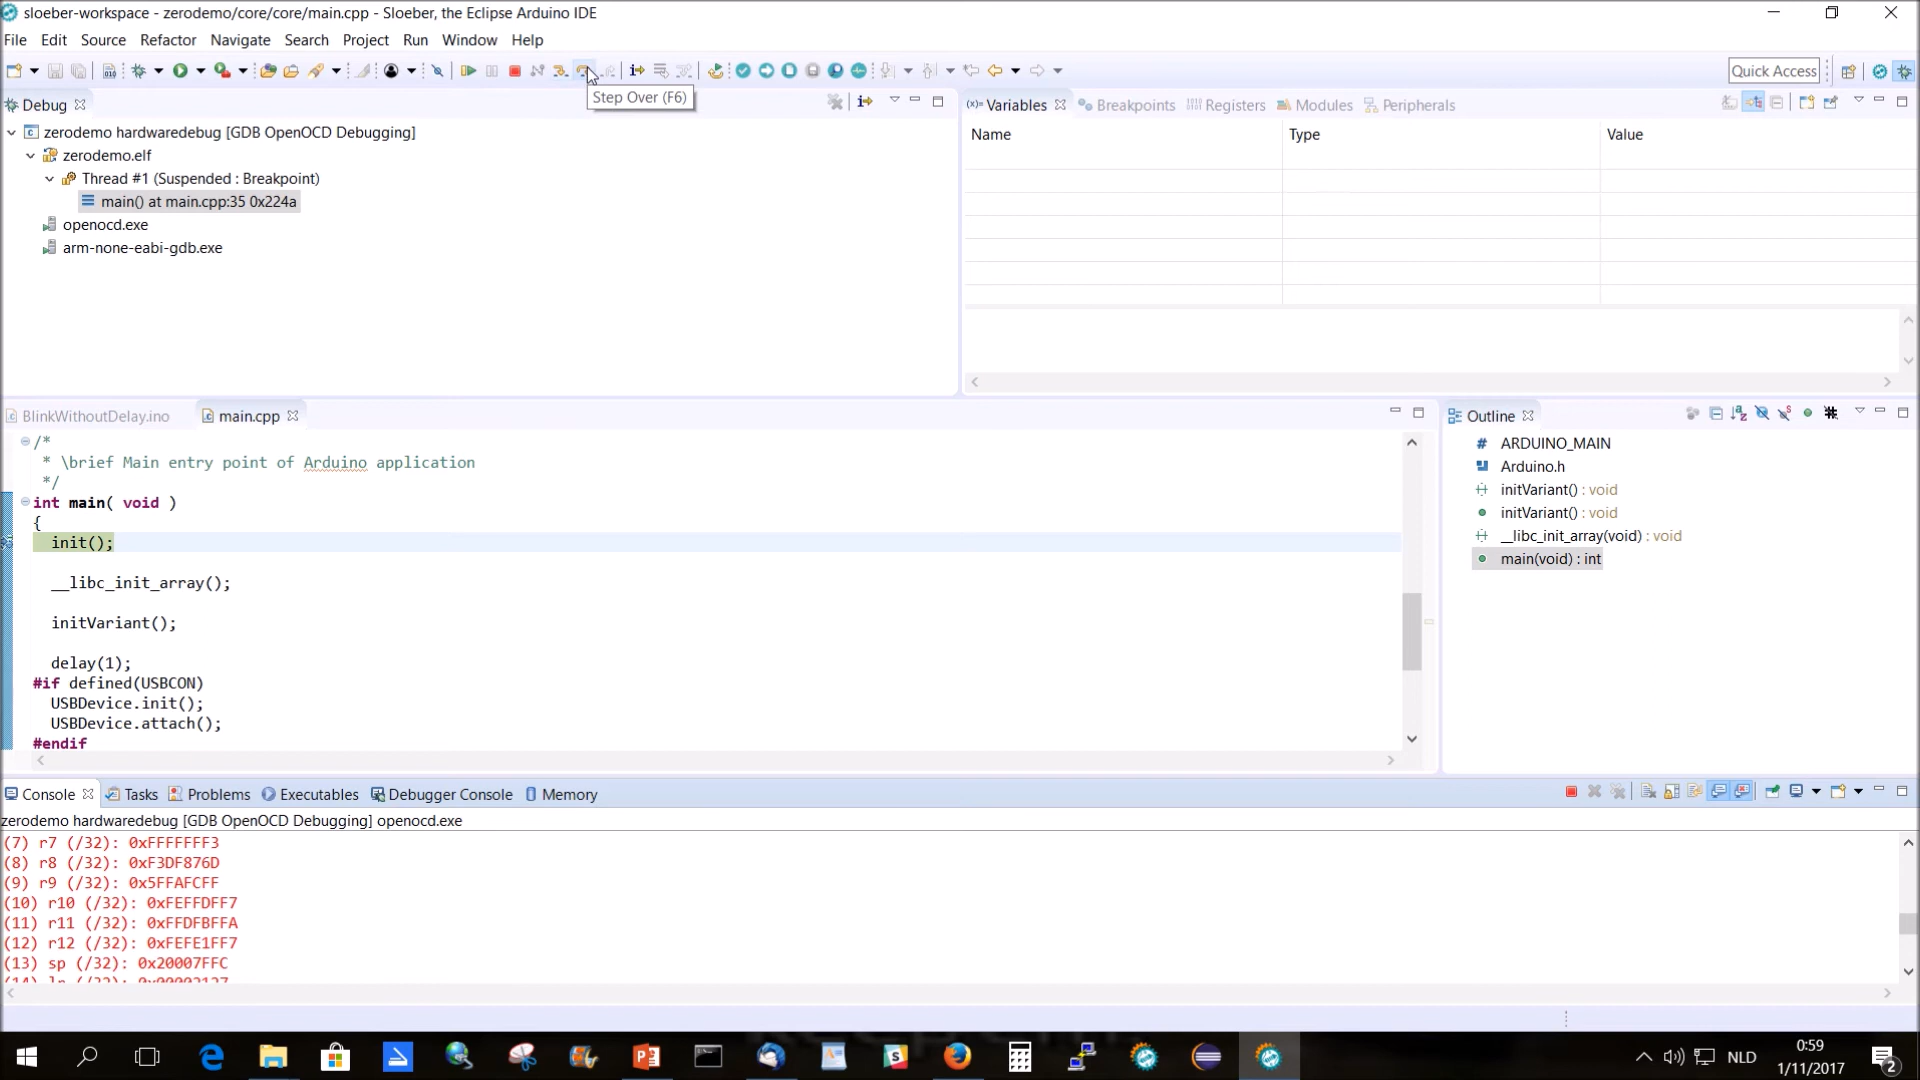 sloeber-workspace - zerodemo/core/core/main.cpp - Sloeber, the Eclipse Arduino IDE
File Edit Source Refactor Navigate Search Project Run Window Help
Quick Access
Step Over (F6)
Debug
zerodemo hardwaredebug [GDB OpenOCD Debugging]
zerodemo.elf
Thread #1 (Suspended : Breakpoint)
main() at main.cpp:35 0x224a
openocd.exe
arm-none-eabi-gdb.exe
(x)= Variables Breakpoints Registers Modules Peripherals
Name Type Value
BlinkWithoutDelay.ino main.cpp
/*
* \brief Main entry point of Arduino application
*/
int main( void )
{
init();
__libc_init_array();
initVariant();
delay(1);
#if defined(USBCON)
USBDevice.init();
USBDevice.attach();
#endif
Outline
# ARDUINO_MAIN
Arduino.h
initVariant() : void
initVariant() : void
__libc_init_array(void) : void
main(void) : int
Console Tasks Problems Executables Debugger Console Memory
zerodemo hardwaredebug [GDB OpenOCD Debugging] openocd.exe
(7) r7 (/32): 0xFFFFFFF3
(8) r8 (/32): 0xF3DF876D
(9) r9 (/32): 0x5FFAFCFF
(10) r10 (/32): 0xFEFFDFF7
(11) r11 (/32): 0xFFDFBFFA
(12) r12 (/32): 0xFEFE1FF7
(13) sp (/32): 0x20007FFC
NLD
0:59
1/11/2017
2